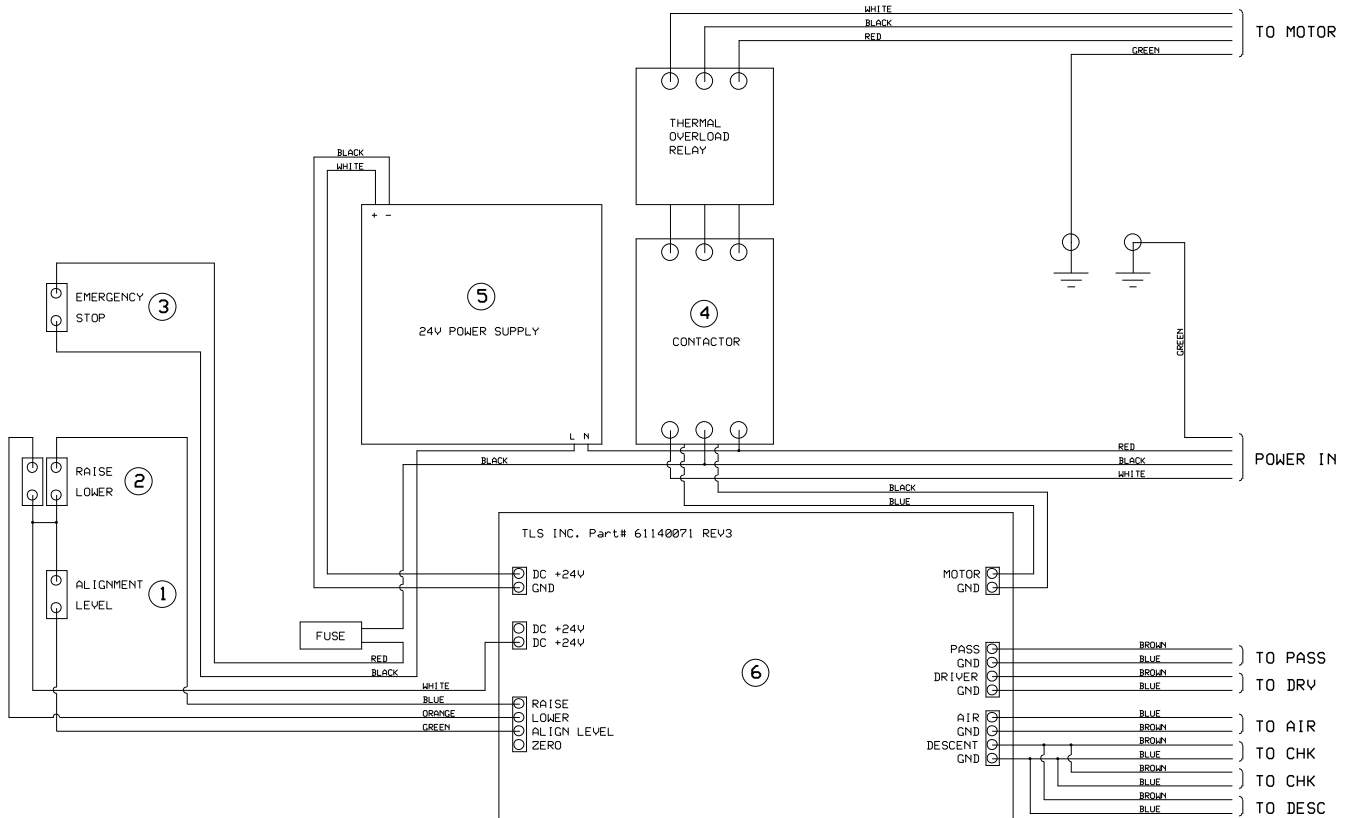 WHITE
BLACK
RED
GREEN
TO MOTOR
THERMAL
OVERLOAD
RELAY
BLACK
WHITE
+ -
5
24V POWER SUPPLY
L N
4
CONTACTOR
GREEN
EMERGENCY
STOP
3
RAISE
LOWER
2
ALIGNMENT
LEVEL
1
RED
BLACK
BLACK
WHITE
POWER IN
BLACK
BLUE
TLS INC. Part# 61140071 REV3
DC +24V
GND
DC +24V
DC +24V
RAISE
LOWER
ALIGN LEVEL
ZERO
FUSE
RED
BLACK
WHITE
BLUE
ORANGE
GREEN
6
MOTOR
GND
PASS
GND
DRIVER
GND
AIR
GND
DESCENT
GND
BROWN
BLUE
TO PASS
BROWN
BLUE
TO DRV
BLUE
BROWN
TO AIR
BROWN
BLUE
TO CHK
BROWN
BLUE
TO CHK
BROWN
BLUE
TO DESC